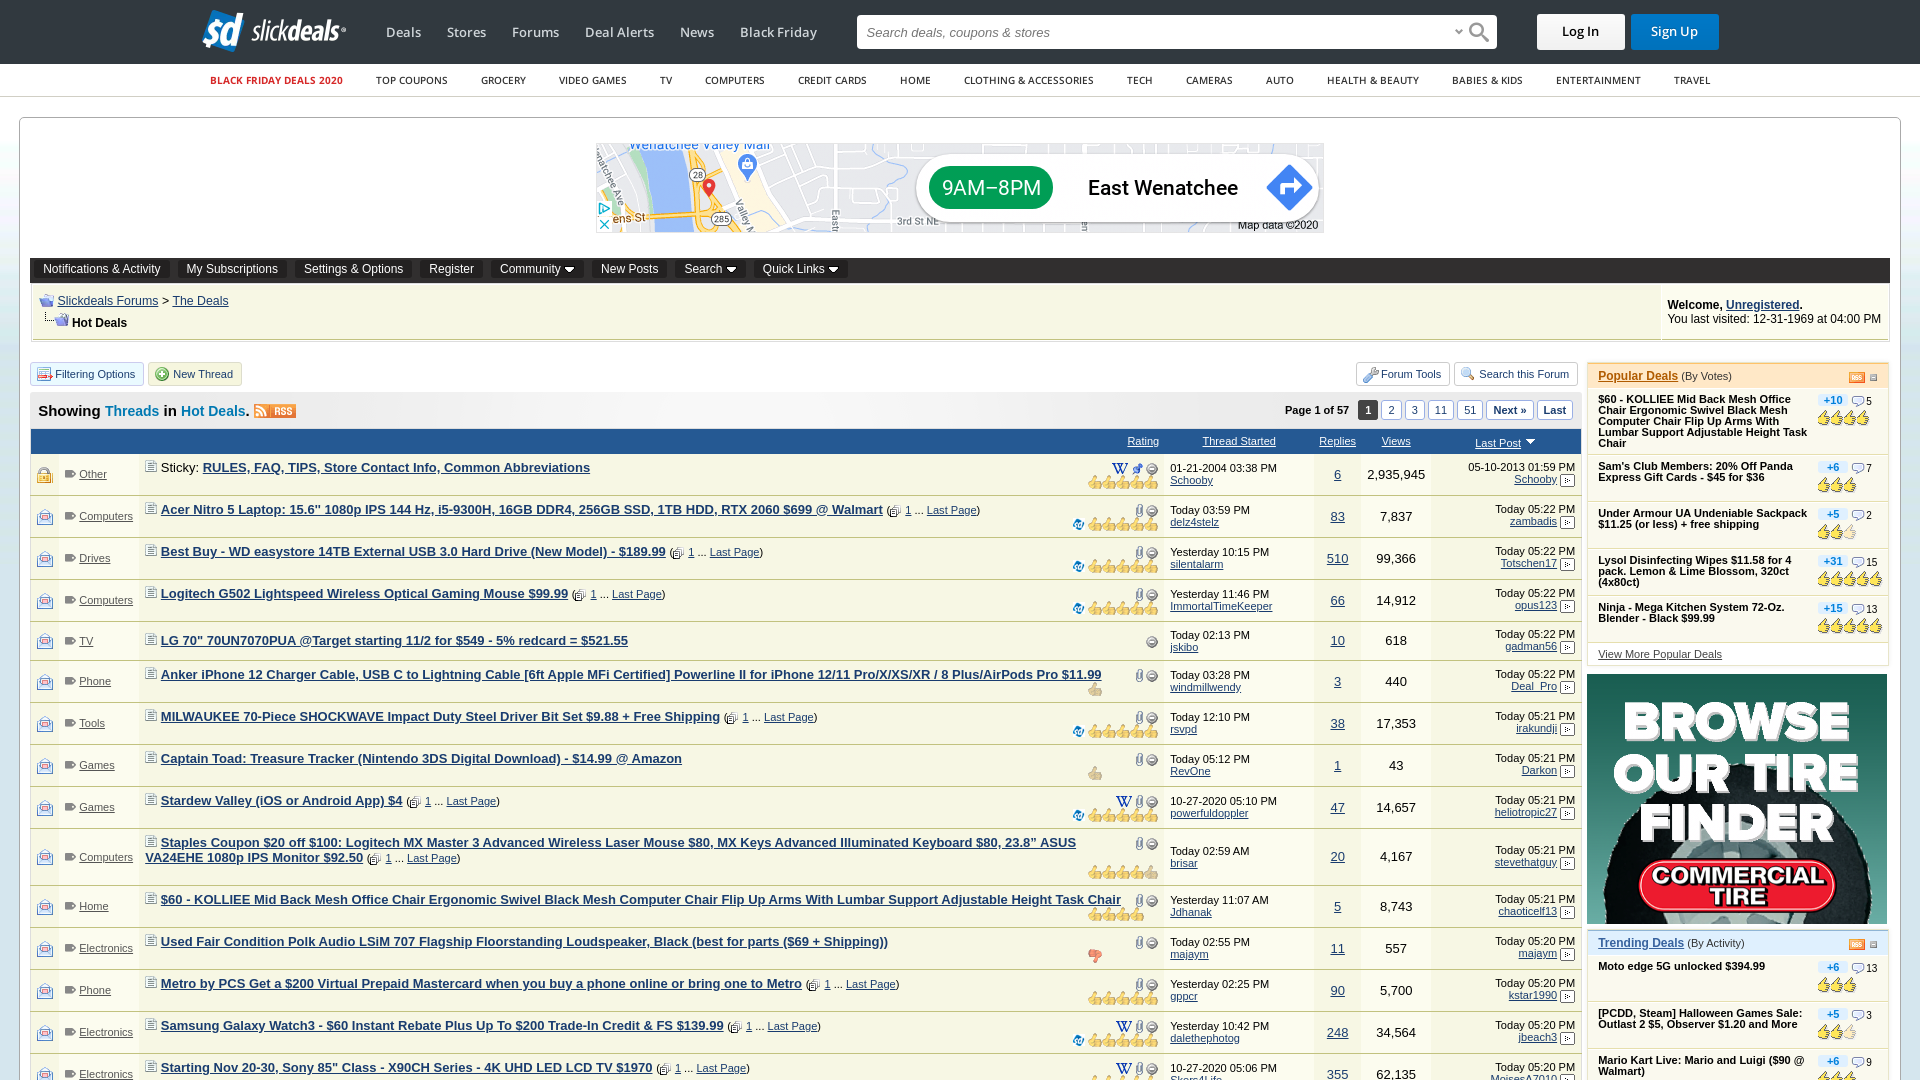 slickdeals
Deals Stores Forums Deal Alerts News Black Friday
Search deals, coupons & stores
Log In Sign Up
BLACK FRIDAY DEALS 2020 TOP COUPONS GROCERY VIDEO GAMES TV COMPUTERS CREDIT CARDS HOME CLOTHING & ACCESSORIES TECH CAMERAS AUTO HEALTH & BEAUTY BABIES & KIDS ENTERTAINMENT TRAVEL
Wenatchee Valley Mall
28
285
ens St
Valley M
3rd St NE
9AM–8PM East Wenatchee
Map data ©2020
Notifications & Activity My Subscriptions Settings & Options Register Community New Posts Search Quick Links
Slickdeals Forums > The Deals
Hot Deals
Welcome, Unregistered.
You last visited: 12-31-1969 at 04:00 PM
Filtering Options New Thread Forum Tools Search this Forum
Showing Threads in Hot Deals. RSS
Page 1 of 57 1 2 3 11 51 Next » Last
Rating Thread Started Replies Views Last Post
Other Sticky: RULES, FAQ, TIPS, Store Contact Info, Common Abbreviations 01-21-2004 03:38 PM Schooby 6 2,935,945 05-10-2013 01:59 PM Schooby
Computers Acer Nitro 5 Laptop: 15.6'' 1080p IPS 144 Hz, i5-9300H, 16GB DDR4, 256GB SSD, 1TB HDD, RTX 2060 $699 @ Walmart ( 1 ... Last Page) Today 03:59 PM delz4stelz 83 7,837 Today 05:22 PM zambadis
Drives Best Buy - WD easystore 14TB External USB 3.0 Hard Drive (New Model) - $189.99 ( 1 ... Last Page) Yesterday 10:15 PM silentalarm 510 99,366 Today 05:22 PM Totschen17
Computers Logitech G502 Lightspeed Wireless Optical Gaming Mouse $99.99 ( 1 ... Last Page) Yesterday 11:46 PM ImmortalTimeKeeper 66 14,912 Today 05:22 PM opus123
TV LG 70" 70UN7070PUA @Target starting 11/2 for $549 - 5% redcard = $521.55 Today 02:13 PM jskibo 10 618 Today 05:22 PM gadman56
Phone Anker iPhone 12 Charger Cable, USB C to Lightning Cable [6ft Apple MFi Certified] Powerline II for iPhone 12/11 Pro/X/XS/XR / 8 Plus/AirPods Pro $11.99 Today 03:28 PM windmillwendy 3 440 Today 05:22 PM Deal_Pro
Tools MILWAUKEE 70-Piece SHOCKWAVE Impact Duty Steel Driver Bit Set $9.88 + Free Shipping ( 1 ... Last Page) Today 12:10 PM rsvpd 38 17,353 Today 05:21 PM irakundji
Games Captain Toad: Treasure Tracker (Nintendo 3DS Digital Download) - $14.99 @ Amazon Today 05:12 PM RevOne 1 43 Today 05:21 PM Darkon
Games Stardew Valley (iOS or Android App) $4 ( 1 ... Last Page) 10-27-2020 05:10 PM powerfuldoppler 47 14,657 Today 05:21 PM heliotropic27
Computers Staples Coupon $20 off $100: Logitech MX Master 3 Advanced Wireless Laser Mouse $80, MX Keys Advanced Illuminated Keyboard $80, 23.8" ASUS
VA24EHE 1080p IPS Monitor $92.50 ( 1 ... Last Page) Today 02:59 AM brisar 20 4,167 Today 05:21 PM stevethatguy
Home $60 - KOLLIEE Mid Back Mesh Office Chair Ergonomic Swivel Black Mesh Computer Chair Flip Up Arms With Lumbar Support Adjustable Height Task Chair Yesterday 11:07 AM Jdhanak 5 8,743 Today 05:21 PM chaoticelf13
Electronics Used Fair Condition Polk Audio LSiM 707 Flagship Floorstanding Loudspeaker, Black (best for parts ($69 + Shipping)) Today 02:55 PM majaym 11 557 Today 05:20 PM majaym
Phone Metro by PCS Get a $200 Virtual Prepaid Mastercard when you buy a phone online or bring one to Metro ( 1 ... Last Page) Yesterday 02:25 PM gppcr 90 5,700 Today 05:20 PM kstar1990
Electronics Samsung Galaxy Watch3 - $60 Instant Rebate Plus Up To $200 Trade-In Credit & FS $139.99 ( 1 ... Last Page) Yesterday 10:42 PM dalethephotog 248 34,564 Today 05:20 PM jbeach3
Electronics Starting Nov 20-30, Sony 85" Class - X90CH Series - 4K UHD LED LCD TV $1970 ( 1 ... Last Page) 10-27-2020 05:06 PM 355 62,135 Today 05:20 PM
Popular Deals (By Votes)
$60 - KOLLIEE Mid Back Mesh Office Chair Ergonomic Swivel Black Mesh Computer Chair Flip Up Arms With Lumbar Support Adjustable Height Task Chair +10 5
Sam's Club Members: 20% Off Panda Express Gift Cards - $45 for $36 +6 7
Under Armour UA Undeniable Sackpack $11.25 (or less) + free shipping +5 2
Lysol Disinfecting Wipes $11.58 for 4 pack. Lemon & Lime Blossom, 320ct (4x80ct) +31 15
Ninja - Mega Kitchen System 72-Oz. Blender - Black $99.99 +15 13
View More Popular Deals
BROWSE
OUR TIRE
FINDER
COMMERCIAL
TIRE
Trending Deals (By Activity)
Moto edge 5G unlocked $394.99 +6 13
[PCDD, Steam] Halloween Games Sale: Outlast 2 $5, Observer $1.20 and More +5 3
Mario Kart Live: Mario and Luigi ($90 @ Walmart) +6 9